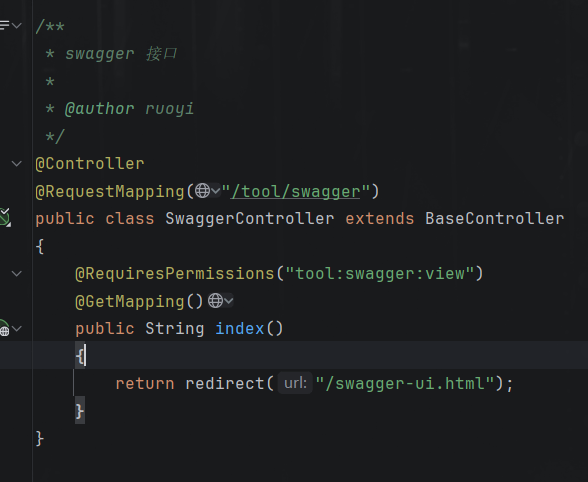 /**
 * swagger 接口
 *
 * @author ruoyi
 */
@Controller
@RequestMapping("/tool/swagger")
public class SwaggerController extends BaseController
{
    @RequiresPermissions("tool:swagger:view")
    @GetMapping()
    public String index()
    {
        return redirect( url: "/swagger-ui.html");
    }
}